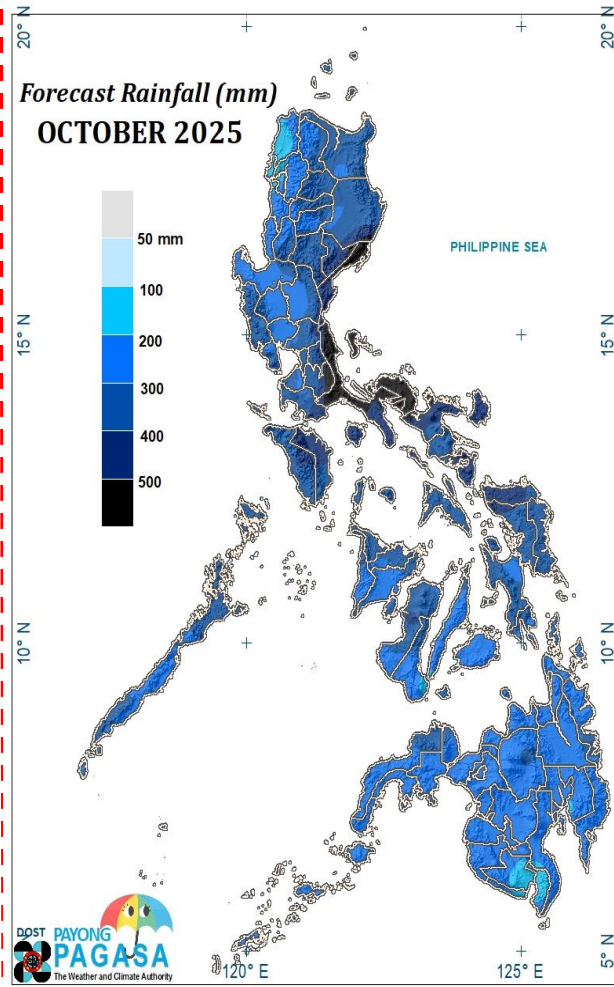 20° N
20° N
Forecast Rainfall (mm)
OCTOBER 2025
50 mm
100
200
300
400
500
PHILIPPINE SEA
15° N
15° N
10° N
10° N
DOST
PAYONG
PAGASA
The Weather and Climate Authority
120° E
125° E
5° N